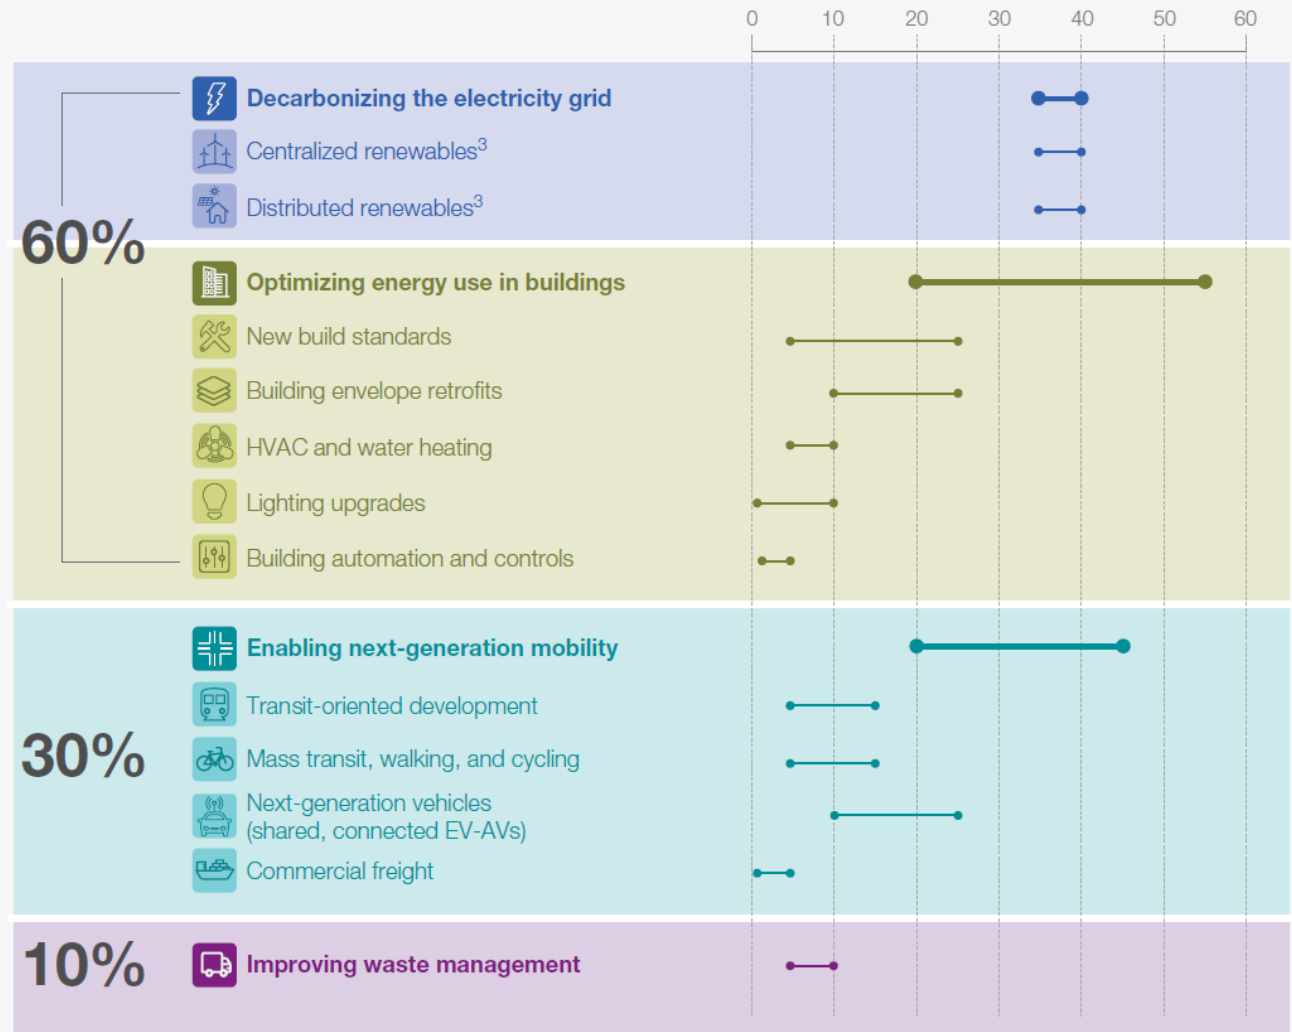 0 10 20 30 40 50 60
Decarbonizing the electricity grid
Centralized renewables³
Distributed renewables³
60%
Optimizing energy use in buildings
New build standards
Building envelope retrofits
HVAC and water heating
Lighting upgrades
Building automation and controls
Enabling next-generation mobility
Transit-oriented development
30%
Mass transit, walking, and cycling
Next-generation vehicles
(shared, connected EV-AVs)
Commercial freight
10%
Improving waste management